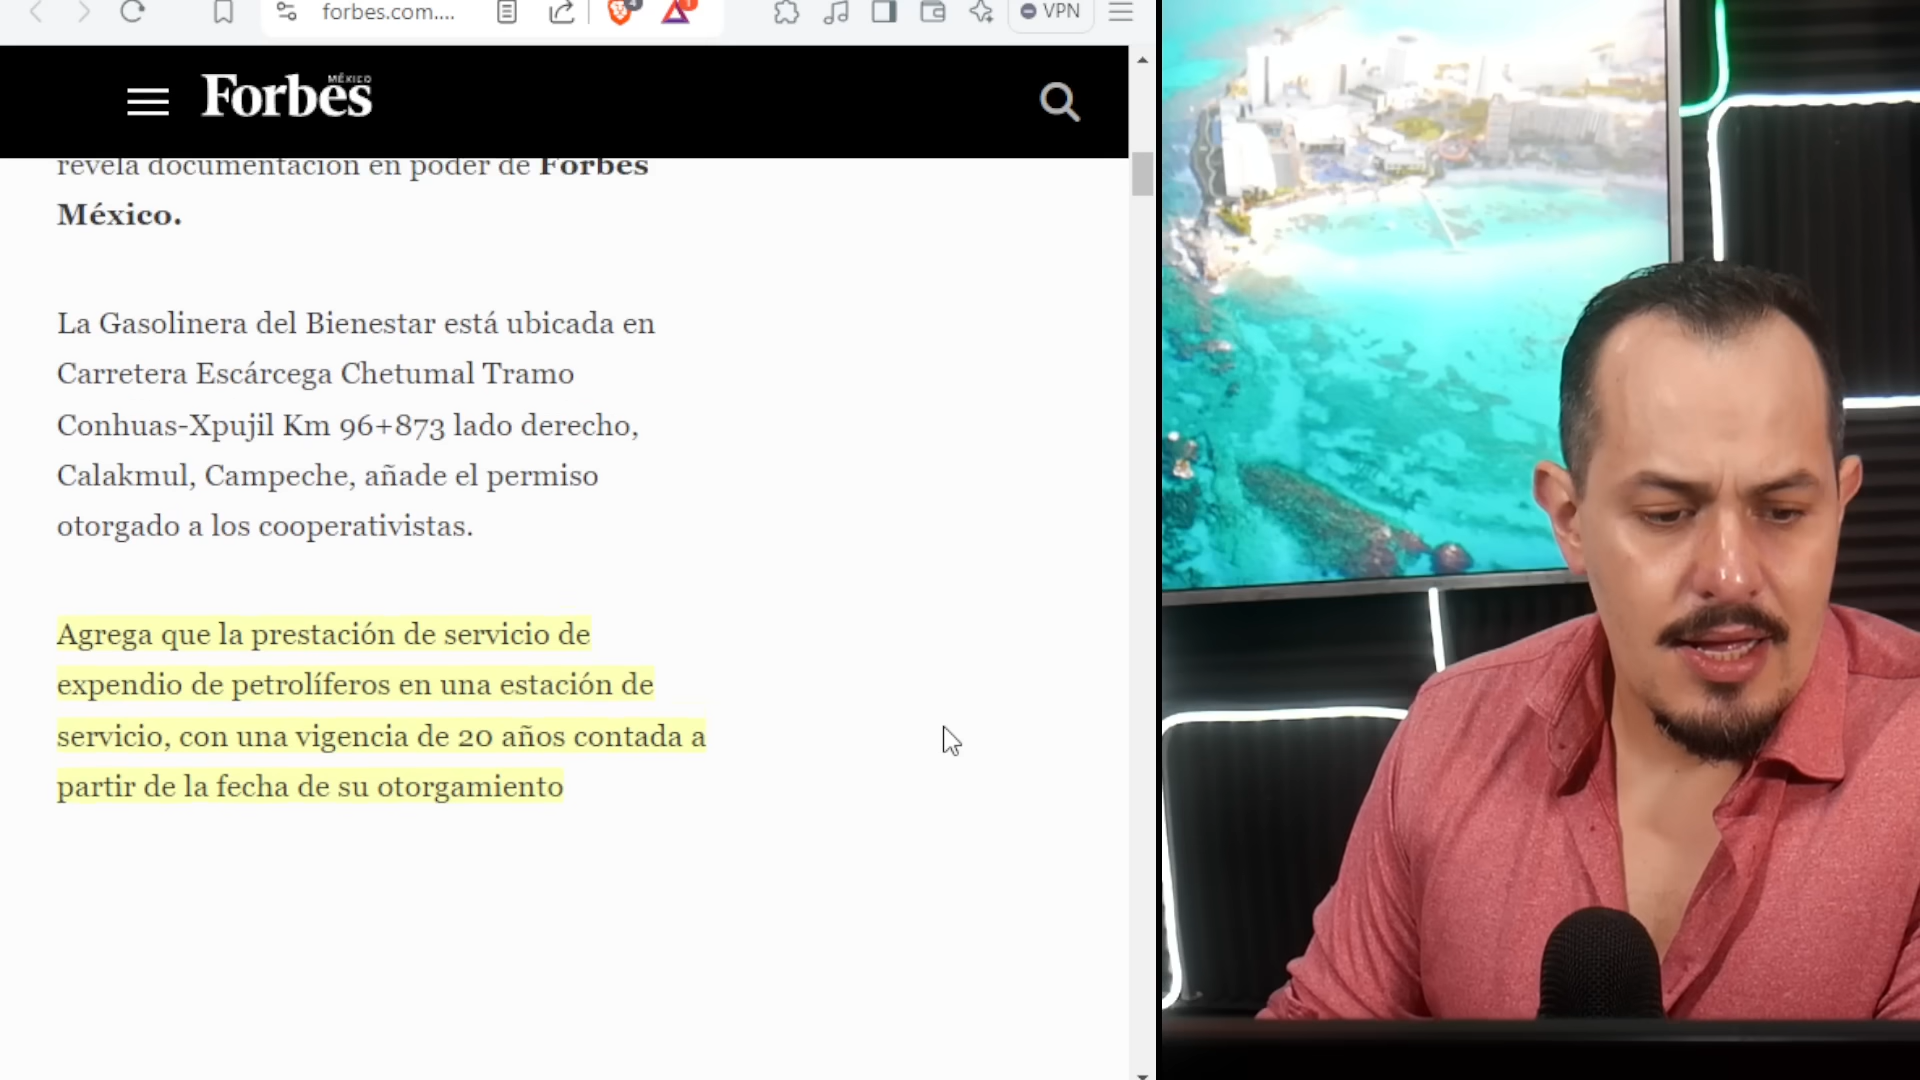 forbes.com....
VPN
Forbes
MÉXICO
revela documentación en poder de Forbes
México.
La Gasolinera del Bienestar está ubicada en
Carretera Escárcega Chetumal Tramo
Conhuas-Xpujil Km 96+873 lado derecho,
Calakmul, Campeche, añade el permiso
otorgado a los cooperativistas.
Agrega que la prestación de servicio de
expendio de petrolíferos en una estación de
servicio, con una vigencia de 20 años contada a
partir de la fecha de su otorgamiento